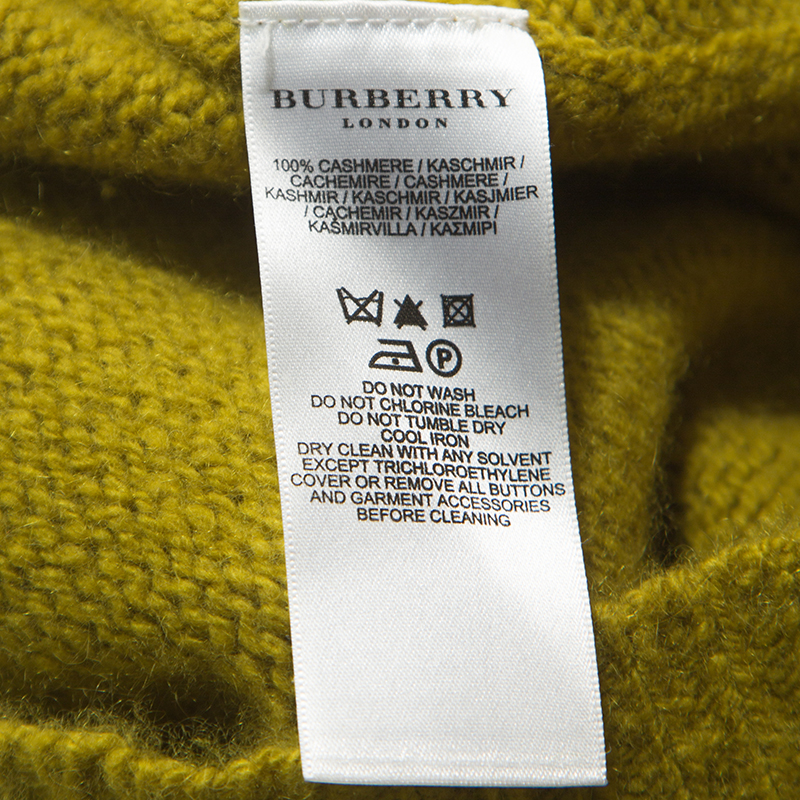 BURBERRY
LONDON
100% CASHMERE / KASCHMIR /
CACHEMIRE / CASHMERE /
KASHMIR / KASCHMIR / KASJMIER
/ CACHEMIR / KASZMIR /
KAŠMIRVILLA / ΚΑΣΜΙΡΙ
P
DO NOT WASH
DO NOT CHLORINE BLEACH
DO NOT TUMBLE DRY
COOL IRON
DRY CLEAN WITH ANY SOLVENT
EXCEPT TRICHLOROETHYLENE
COVER OR REMOVE ALL BUTTONS
AND GARMENT ACCESSORIES
BEFORE CLEANING